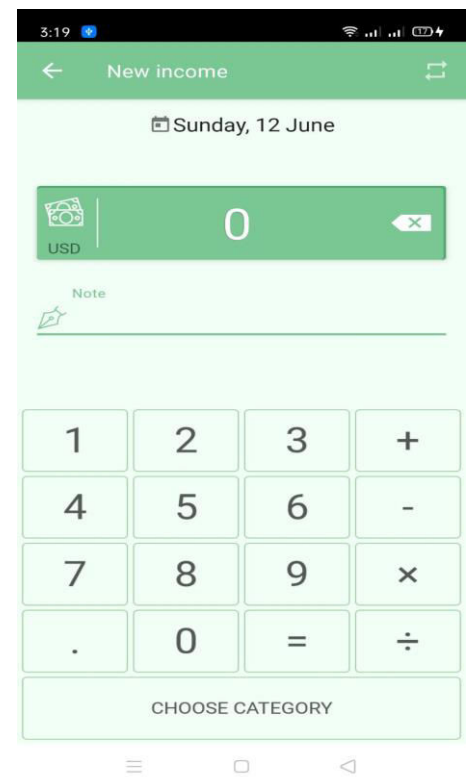 3:19 17
New income
Sunday, 12 June
0
USD
Note
1 2 3 +
4 5 6 -
7 8 9 ×
. 0 = ÷
CHOOSE CATEGORY